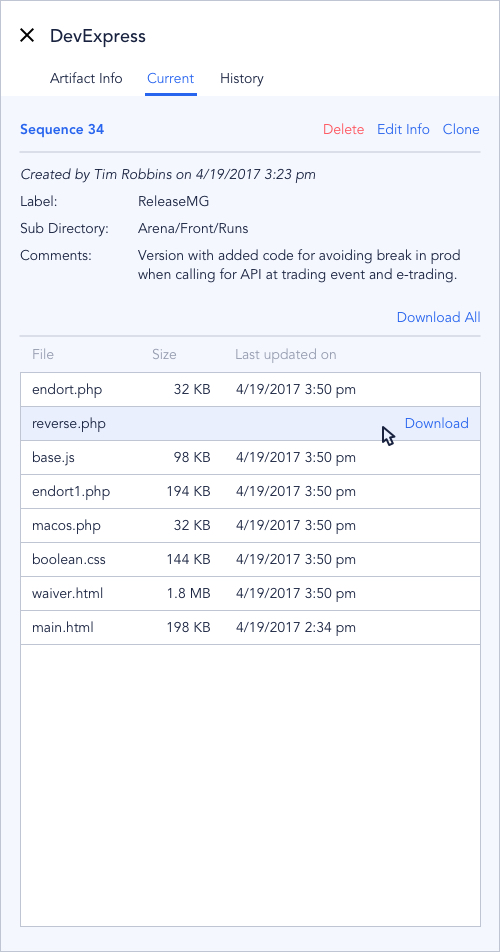 DevExpress
Artifact Info Current History
Sequence 34 Delete Edit Info Clone
Created by Tim Robbins on 4/19/2017 3:23 pm
Label: ReleaseMG
Sub Directory: Arena/Front/Runs
Comments: Version with added code for avoiding break in prod
when calling for API at trading event and e-trading.
Download All
File Size Last updated on
endort.php 32 KB 4/19/2017 3:50 pm
reverse.php Download
base.js 98 KB 4/19/2017 3:50 pm
endort1.php 194 KB 4/19/2017 3:50 pm
macos.php 32 KB 4/19/2017 3:50 pm
boolean.css 144 KB 4/19/2017 3:50 pm
waiver.html 1.8 MB 4/19/2017 3:50 pm
main.html 198 KB 4/19/2017 2:34 pm